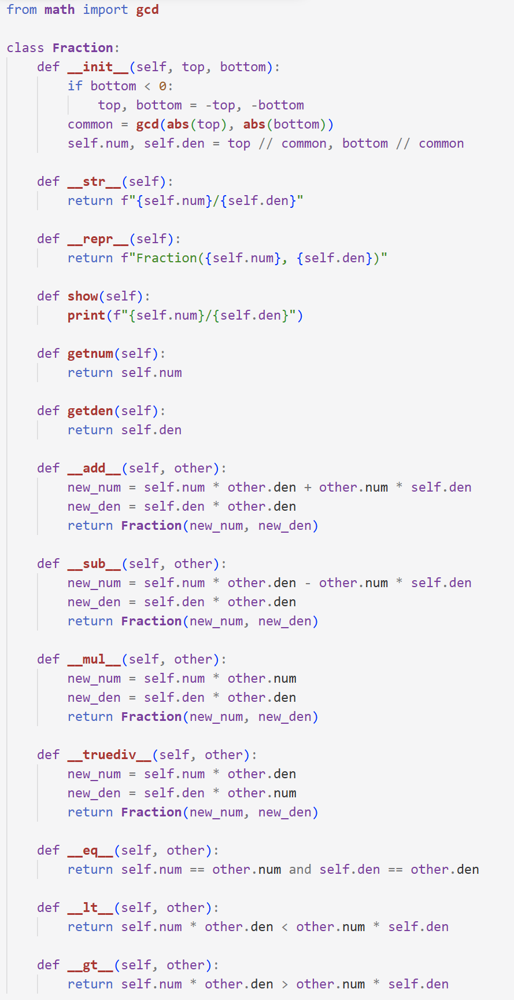 from math import gcd
class Fraction:
    def __init__(self, top, bottom):
        if bottom < 0:
            top, bottom = -top, -bottom
        common = gcd(abs(top), abs(bottom))
        self.num, self.den = top // common, bottom // common
    def __str__(self):
        return f"{self.num}/{self.den}"
    def __repr__(self):
        return f"Fraction({self.num}, {self.den})"
    def show(self):
        print(f"{self.num}/{self.den}")
    def getnum(self):
        return self.num
    def getden(self):
        return self.den
    def __add__(self, other):
        new_num = self.num * other.den + other.num * self.den
        new_den = self.den * other.den
        return Fraction(new_num, new_den)
    def __sub__(self, other):
        new_num = self.num * other.den - other.num * self.den
        new_den = self.den * other.den
        return Fraction(new_num, new_den)
    def __mul__(self, other):
        new_num = self.num * other.num
        new_den = self.den * other.den
        return Fraction(new_num, new_den)
    def __truediv__(self, other):
        new_num = self.num * other.den
        new_den = self.den * other.num
        return Fraction(new_num, new_den)
    def __eq__(self, other):
        return self.num == other.num and self.den == other.den
    def __lt__(self, other):
        return self.num * other.den < other.num * self.den
    def __gt__(self, other):
        return self.num * other.den > other.num * self.den